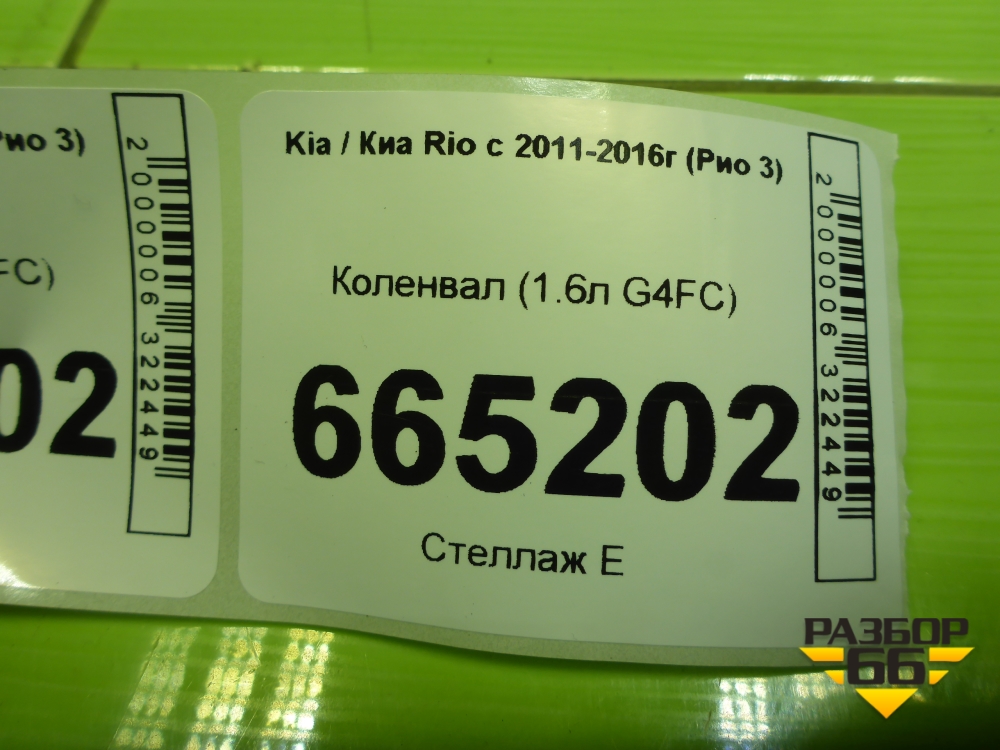 Рио 3)
FC)
02
2000006322449
Kia / Киа Rio с 2011-2016г (Рио 3)
Коленвал (1.6л G4FC)
665202
Стеллаж Е
2000006322449
РАЗБОР
66